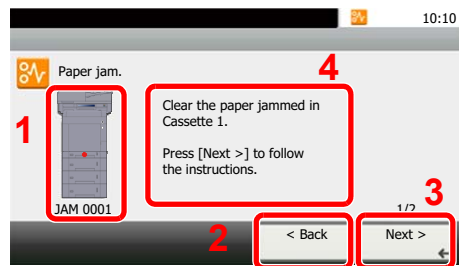 10:10
Paper jam.
4
1
Clear the paper jammed in
Cassette 1.
Press [Next >] to follow
the instructions.
JAM 0001
1/2
3
2
< Back
Next >